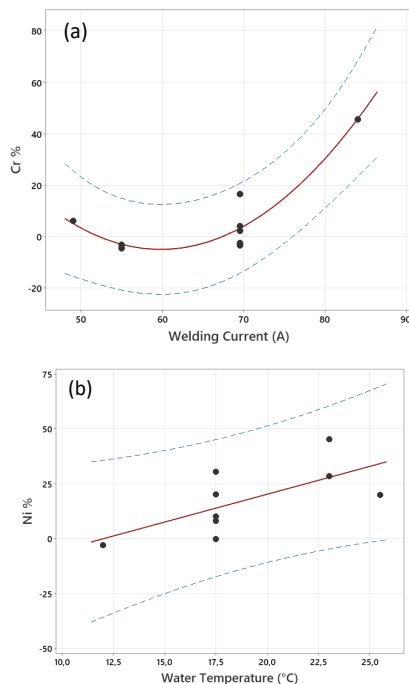 (a)
80
60
40
20
0
-20
Cr %
50 60 70 80 90
Welding Current (A)
(b)
75
50
25
0
-25
-50
Ni %
10,0 12,5 15,0 17,5 20,0 22,5 25,0
Water Temperature (°C)